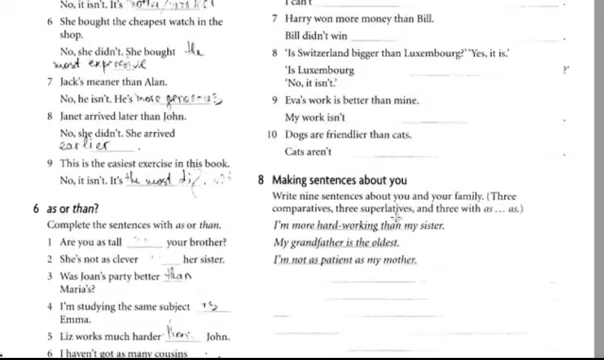 No, it isn't. It's
6 She bought the cheapest watch in the
shop.
No, she didn't. She bought the
most expensive
7 Jack's meaner than Alan.
No, he isn't. He's more generous
8 Janet arrived later than John.
No, she didn't. She arrived
earlier .
9 This is the easiest exercise in this book.
No, it isn't. It's the most
6 as or than?
Complete the sentences with as or than.
1 Are you as tall as your brother?
2 She's not as clever as her sister.
3 Was Joan's party better than
Maria's?
4 I'm studying the same subject as
Emma.
5 Liz works much harder than John.
6 I haven't got as many cousins
I can't
7 Harry won more money than Bill.
Bill didn't win .
8 'Is Switzerland bigger than Luxembourg?' 'Yes, it is.'
'Is Luxembourg ?'
'No, it isn't.'
9 Eva's work is better than mine.
My work isn't .
10 Dogs are friendlier than cats.
Cats aren't .
8 Making sentences about you
Write nine sentences about you and your family. (Three
comparatives, three superlatives, and three with as ... as.)
I'm more hard-working than my sister.
My grandfather is the oldest.
I'm not as patient as my mother.